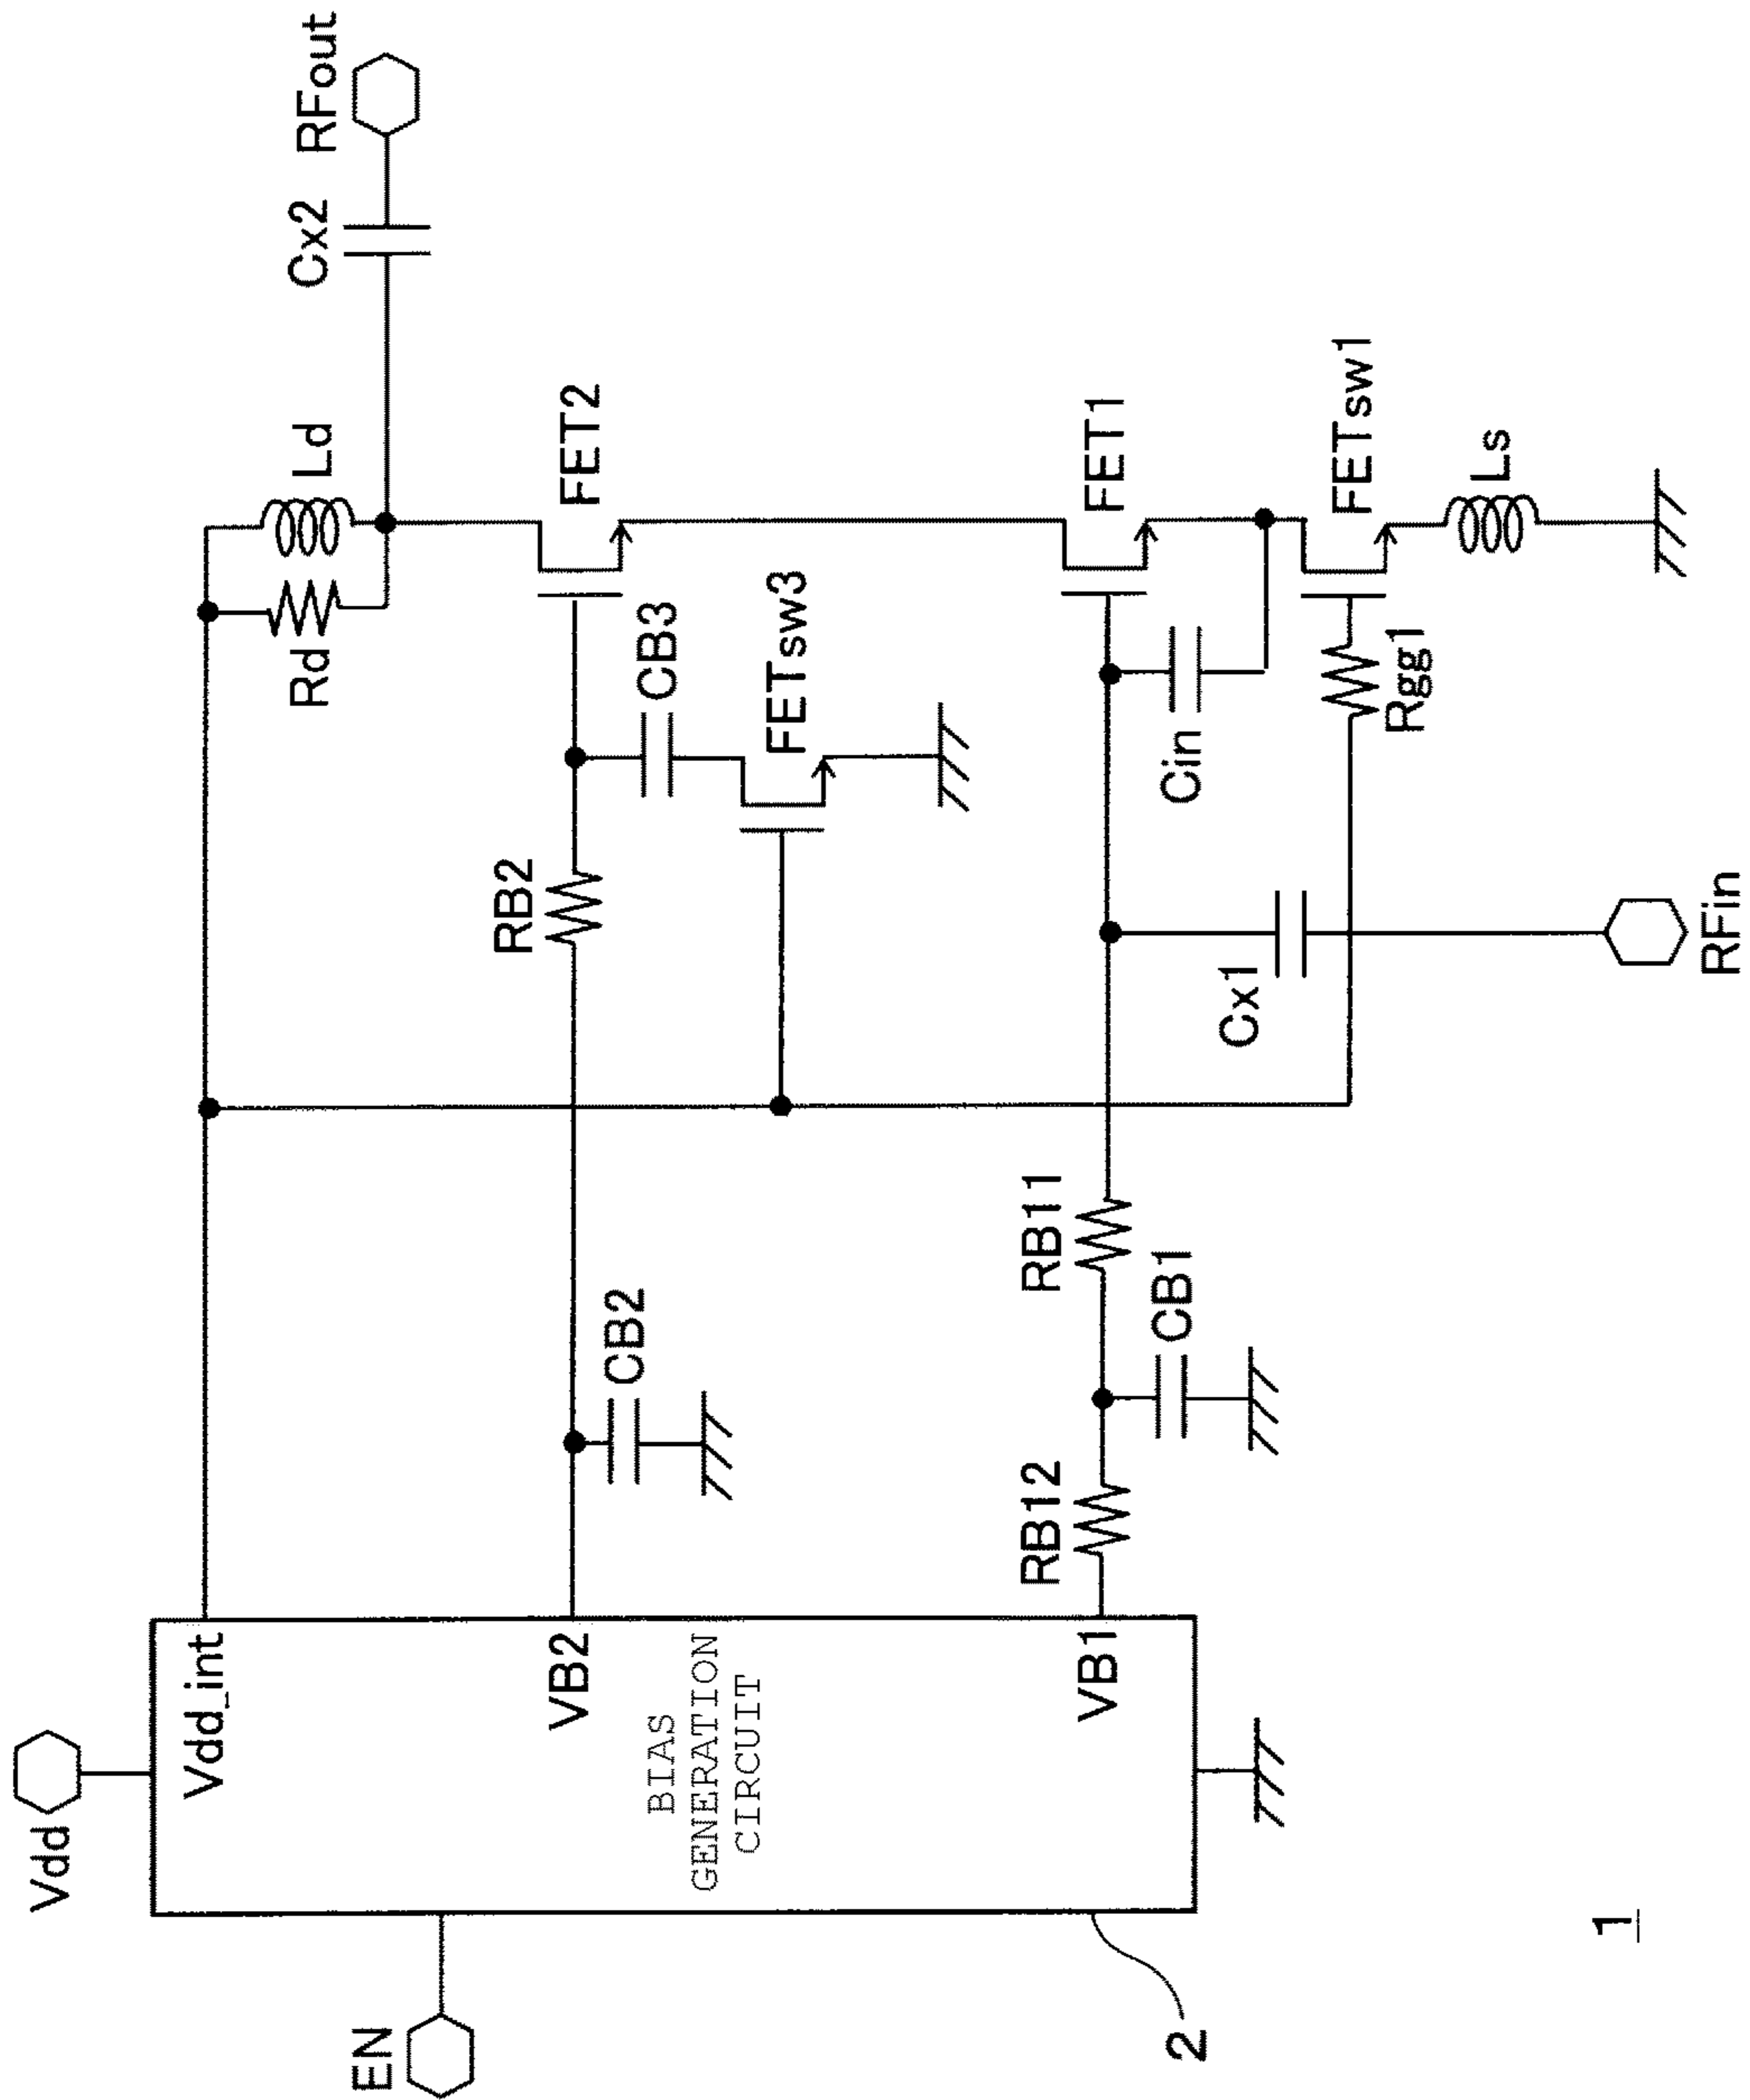 Vdd
EN
Vdd_int
VB2
BIAS
GENERATION
CIRCUIT
VB1
2
1
CB2
RB12
CB1
RB11
RB2
CB3
FETsw3
Cx1
RFin
Cin
Rgg1
Rd
Ld
FET2
FET1
FETsw1
Ls
Cx2
RFout